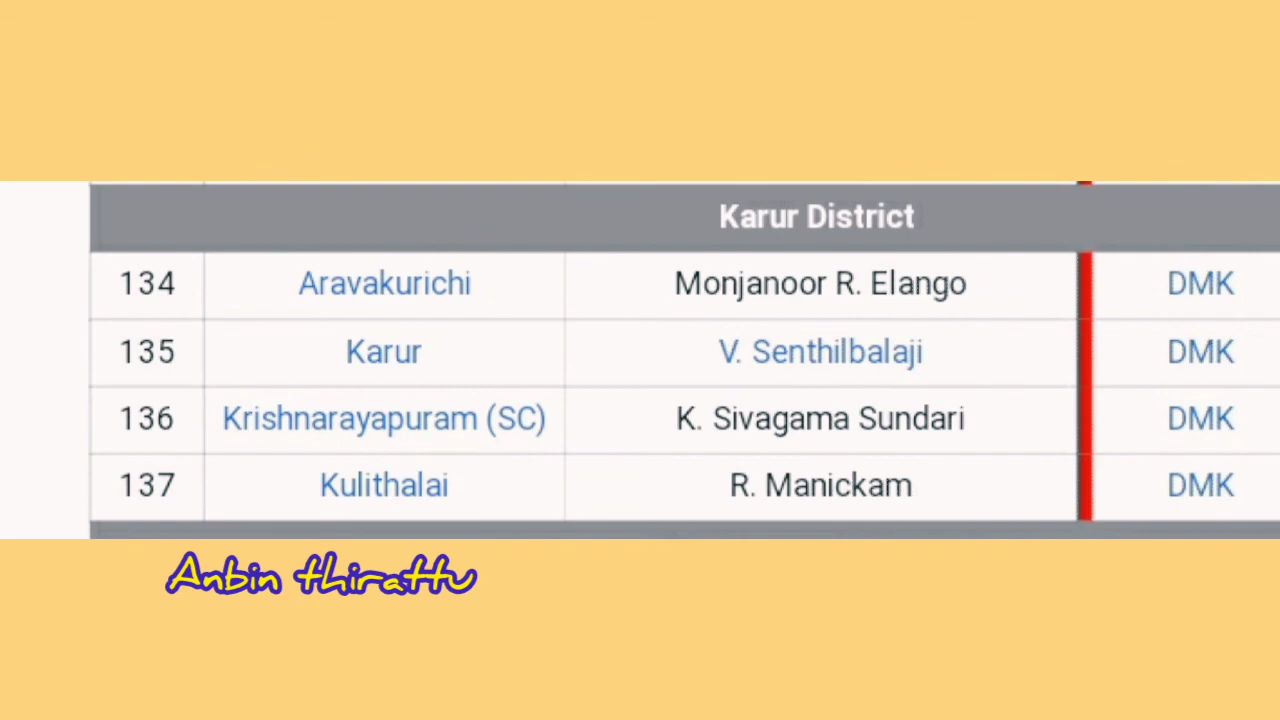 Karur District
134 Aravakurichi Monjanoor R. Elango DMK
135 Karur V. Senthilbalaji DMK
136 Krishnarayapuram (SC) K. Sivagama Sundari DMK
137 Kulithalai R. Manickam DMK
Anbin thirattu